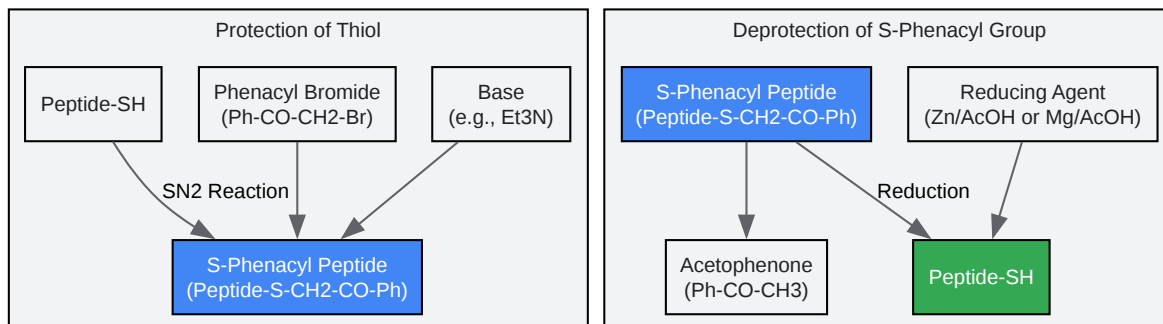 Protection of Thiol
Peptide-SH
Phenacyl Bromide
(Ph-CO-CH2-Br)
Base
(e.g., Et3N)
SN2 Reaction
S-Phenacyl Peptide
(Peptide-S-CH2-CO-Ph)
Deprotection of S-Phenacyl Group
S-Phenacyl Peptide
(Peptide-S-CH2-CO-Ph)
Reducing Agent
(Zn/AcOH or Mg/AcOH)
Reduction
Acetophenone
(Ph-CO-CH3)
Peptide-SH